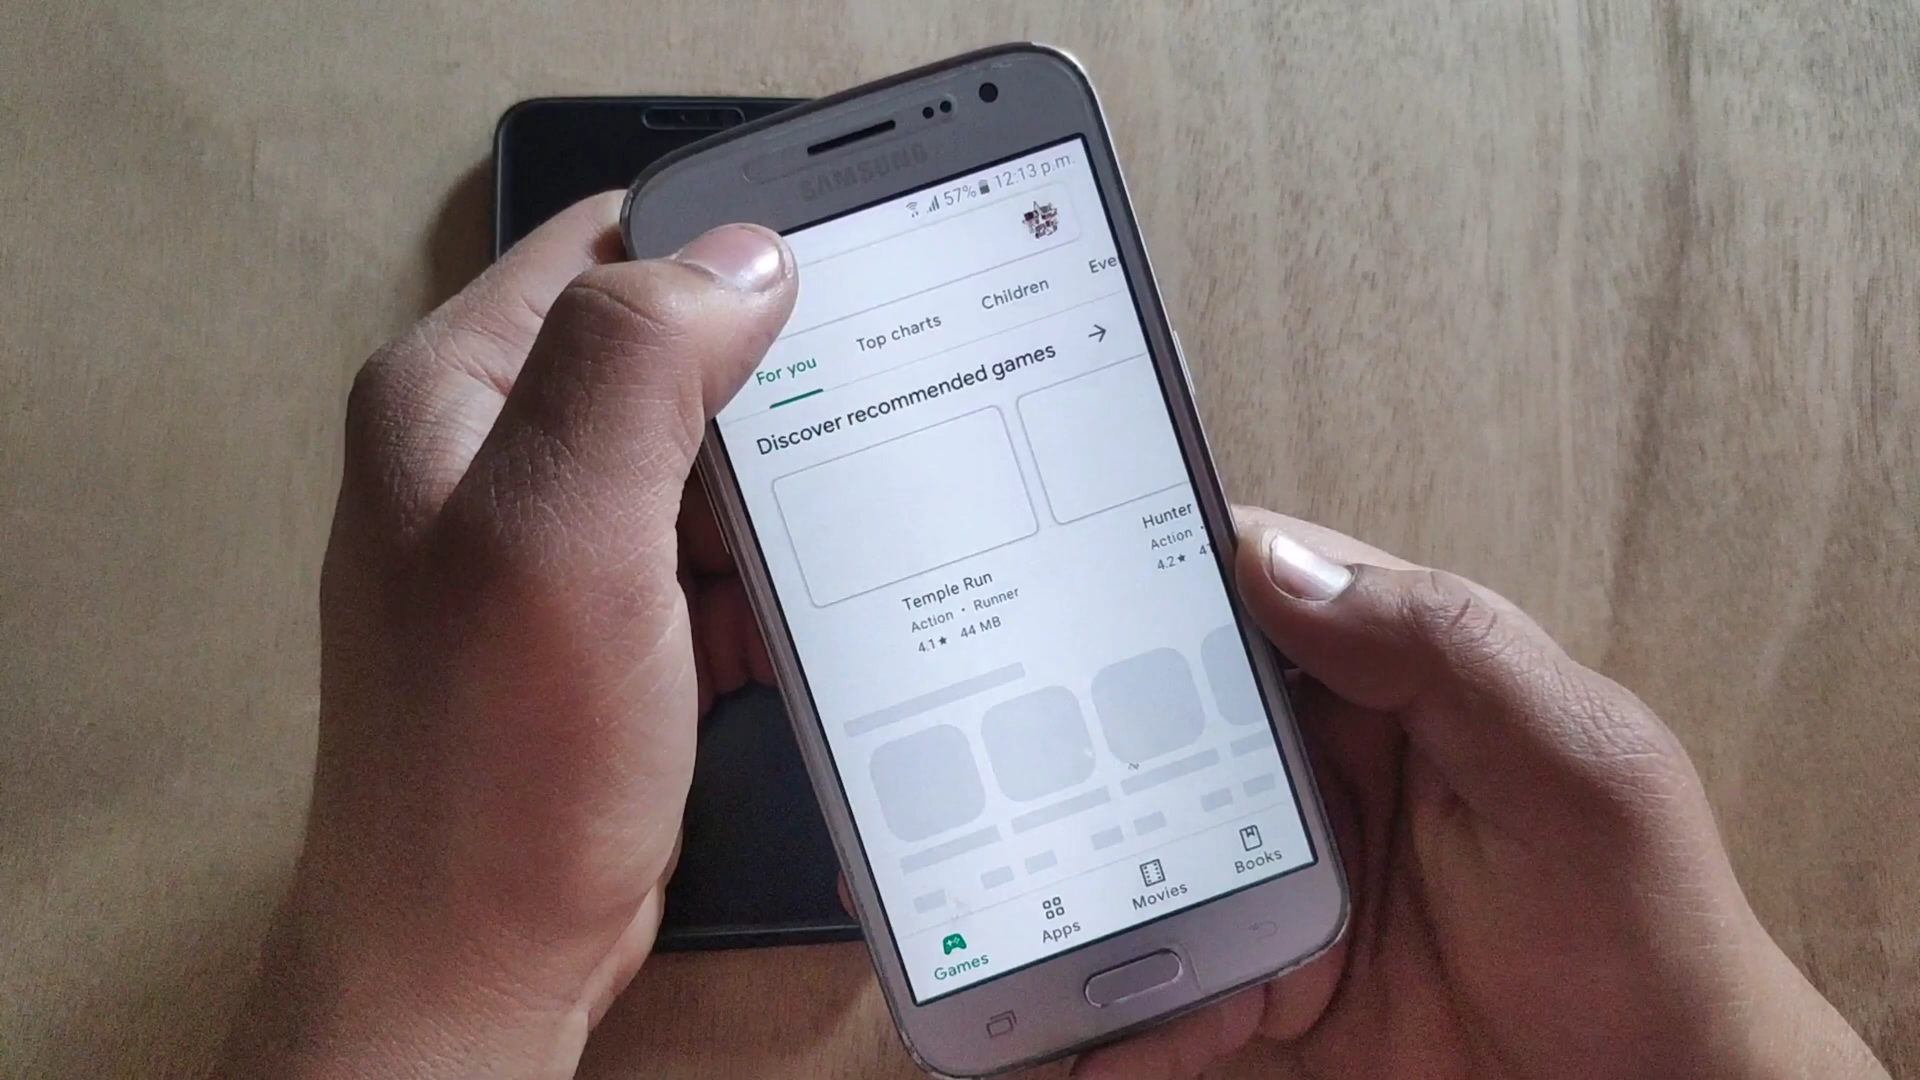 SAMSUNG
57% 12:13 p.m.
For you Top charts Children Eve
Discover recommended games →
Temple Run
Action · Runner
4.1★ 44 MB
Hunter
Action ·
4.2★ 41
Games Apps Movies Books